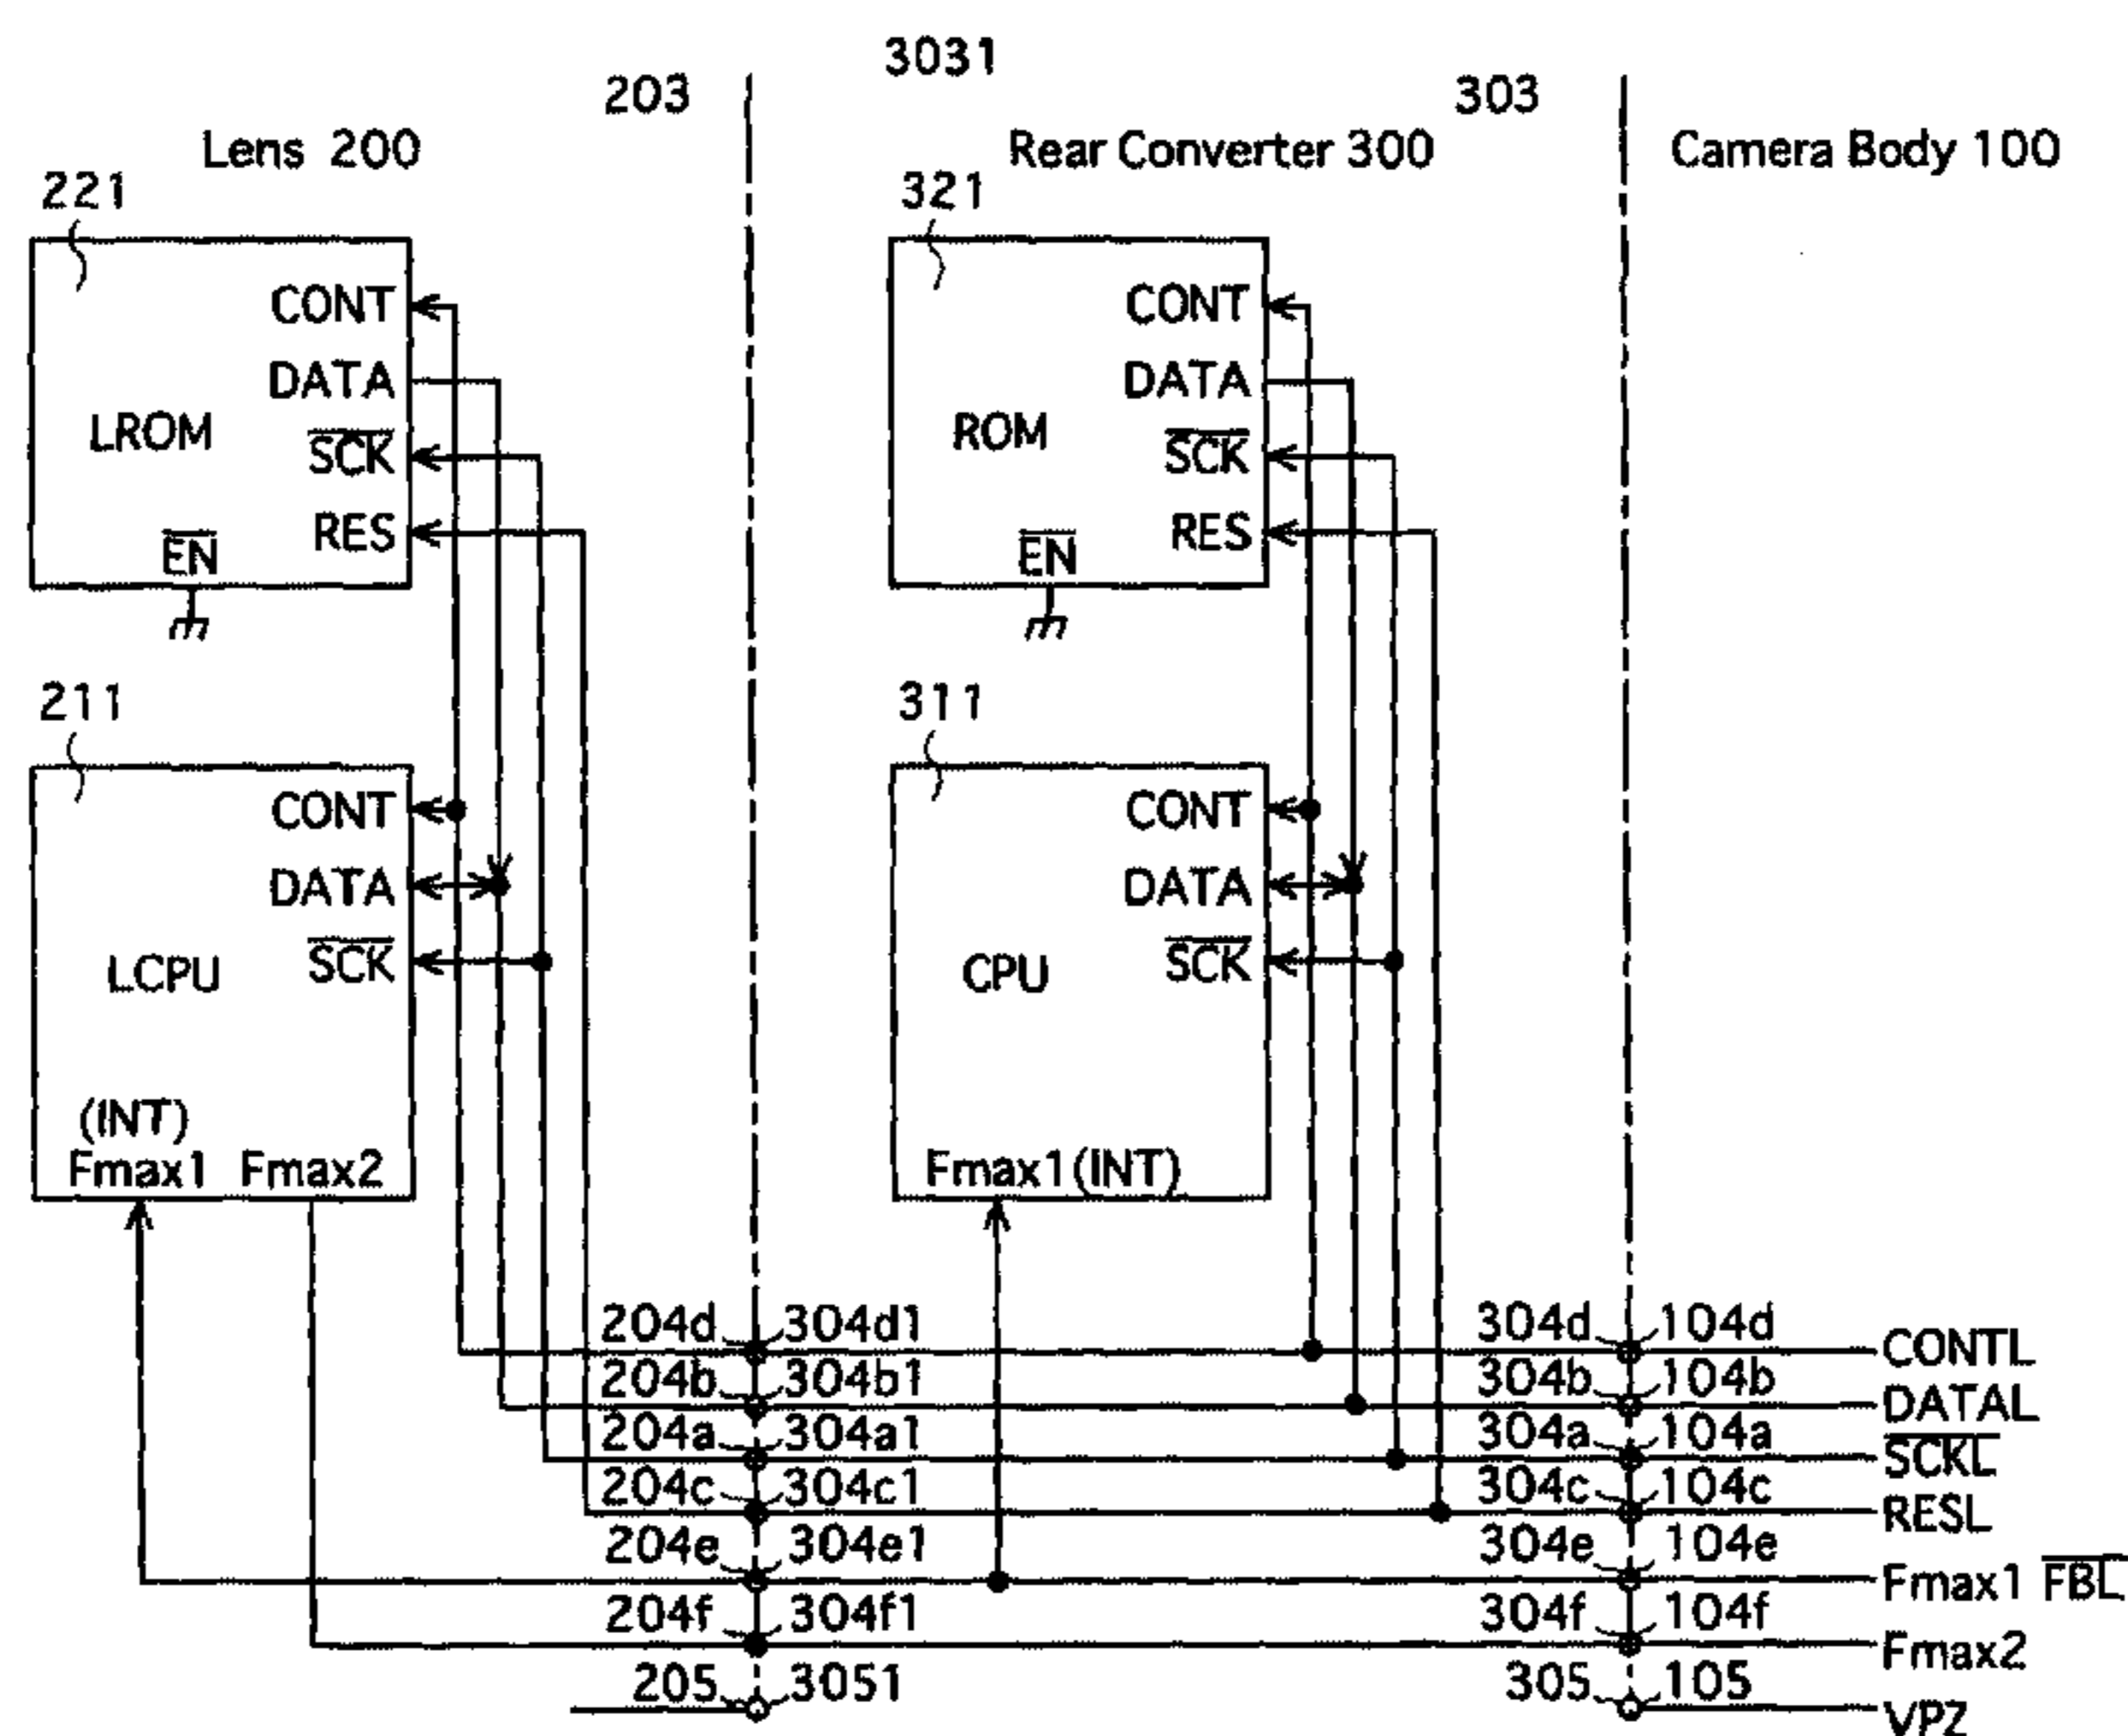 3031
203 303
Lens 200 Rear Converter 300 Camera Body 100
221 321
CONT CONT
DATA DATA
LROM ROM
SCK SCK
RES RES
EN EN
211 311
CONT CONT
DATA DATA
SCK SCK
LCPU CPU
(INT)
Fmax1 Fmax2 Fmax1(INT)
204d 304d1 304d 104d CONTL
204b 304b1 304b 104b DATAL
204a 304a1 304a 104a SCKL
204c 304c1 304c 104c RESL
204e 304e1 304e 104e Fmax1 FBL
204f 304f1 304f 104f Fmax2
205 3051 305 105 VPZ